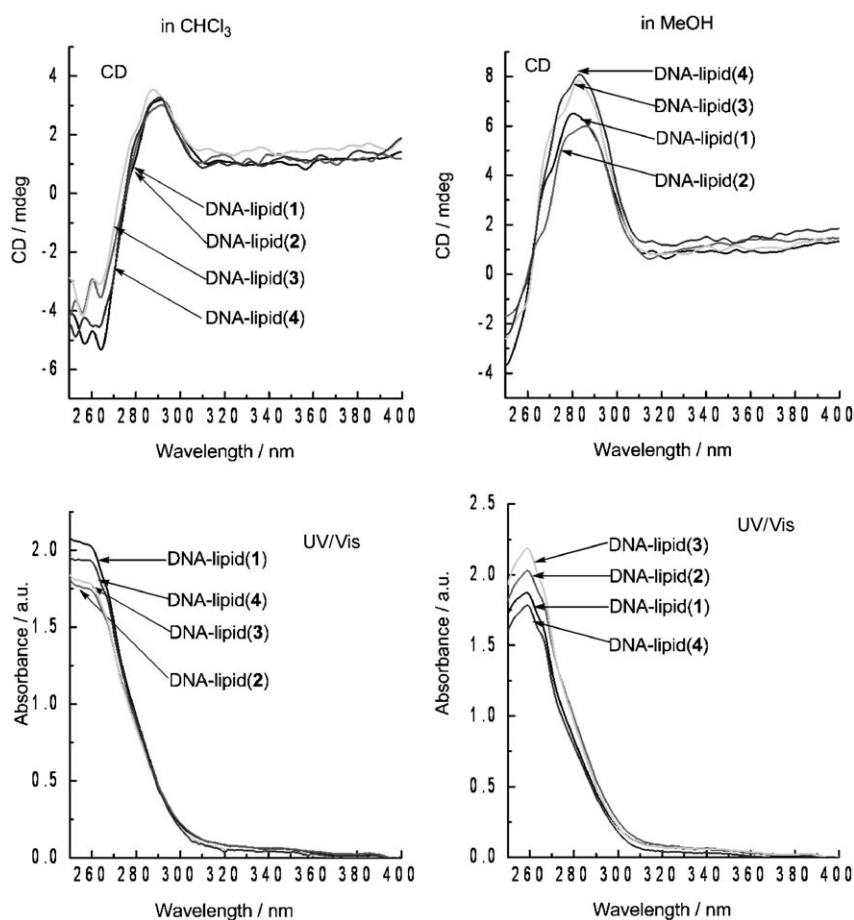 in CHCl3
CD
CD / mdeg
4
2
0
-2
-4
-6
DNA-lipid(1)
DNA-lipid(2)
DNA-lipid(3)
DNA-lipid(4)
260 280 300 320 340 360 380 400
Wavelength / nm
in MeOH
CD
CD / mdeg
10
8
6
4
2
0
-2
-4
DNA-lipid(4)
DNA-lipid(3)
DNA-lipid(1)
DNA-lipid(2)
260 280 300 320 340 360 380 400
Wavelength / nm
UV/Vis
Absorbance / a.u.
2.0
1.5
1.0
0.5
0.0
DNA-lipid(1)
DNA-lipid(4)
DNA-lipid(3)
DNA-lipid(2)
260 280 300 320 340 360 380 400
Wavelength / nm
UV/Vis
Absorbance / a.u.
2.5
2.0
1.5
1.0
0.5
0.0
DNA-lipid(3)
DNA-lipid(2)
DNA-lipid(1)
DNA-lipid(4)
260 280 300 320 340 360 380 400
Wavelength / nm